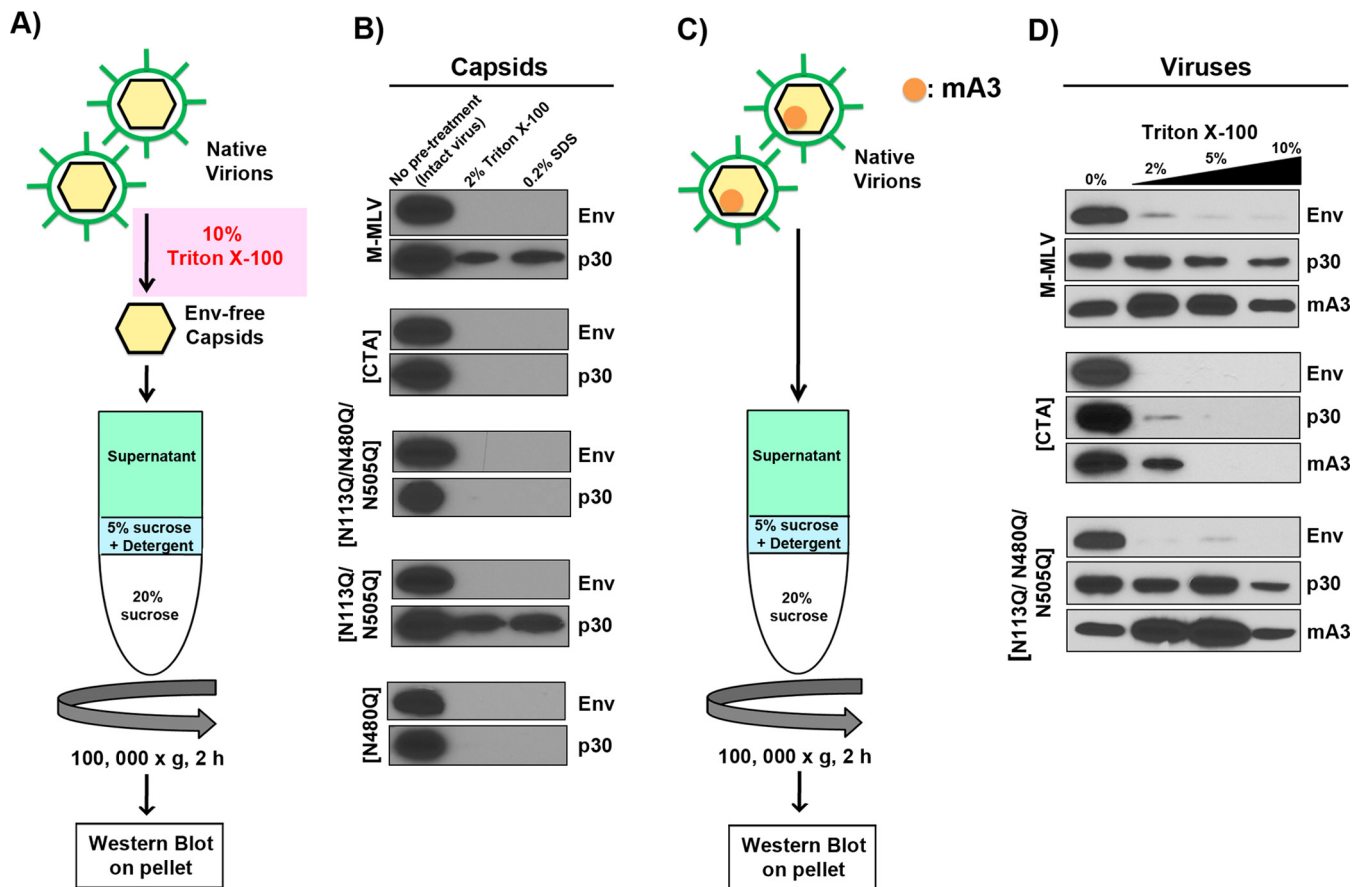 A)
Native
Virions
10%
Triton X-100
Env-free
Capsids
Supernatant
5% sucrose
+ Detergent
20%
sucrose
100, 000 x g, 2 h
Western Blot
on pellet
B)
Capsids
No pre-treatment
(Intact virus)
2% Triton X-100
0.2% SDS
M-MLV
Env
p30
[CTA]
Env
p30
[N113Q/N480Q/
N505Q]
Env
p30
[N113Q/
N505Q]
Env
p30
[N480Q]
Env
p30
C)
: mA3
Native
Virions
Supernatant
5% sucrose
+ Detergent
20%
sucrose
100, 000 x g, 2 h
Western Blot
on pellet
D)
Viruses
Triton X-100
0%
2%
5%
10%
M-MLV
Env
p30
mA3
[CTA]
Env
p30
mA3
[N113Q/ N480Q/
N505Q]
Env
p30
mA3